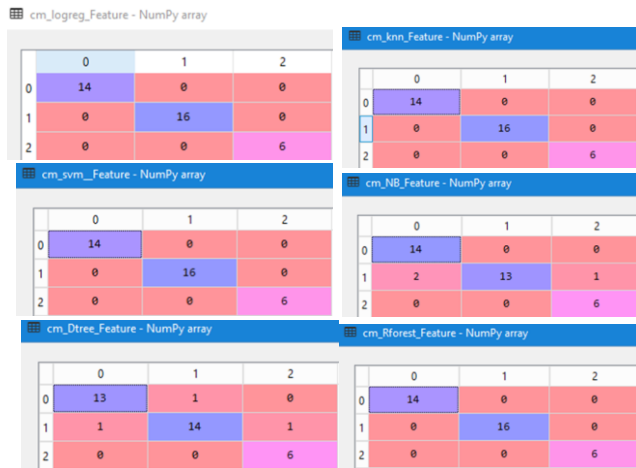 cm_logreg_Feature - NumPy array
0 1 2
0 14 0 0
1 0 16 0
2 0 0 6
cm_knn_Feature - NumPy array
0 1 2
0 14 0 0
1 0 16 0
2 0 0 6
cm_svm__Feature - NumPy array
0 1 2
0 14 0 0
1 0 16 0
2 0 0 6
cm_NB_Feature - NumPy array
0 1 2
0 14 0 0
1 2 13 1
2 0 0 6
cm_Dtree_Feature - NumPy array
0 1 2
0 13 1 0
1 1 14 1
2 0 0 6
cm_Rforest_Feature - NumPy array
0 1 2
0 14 0 0
1 0 16 0
2 0 0 6